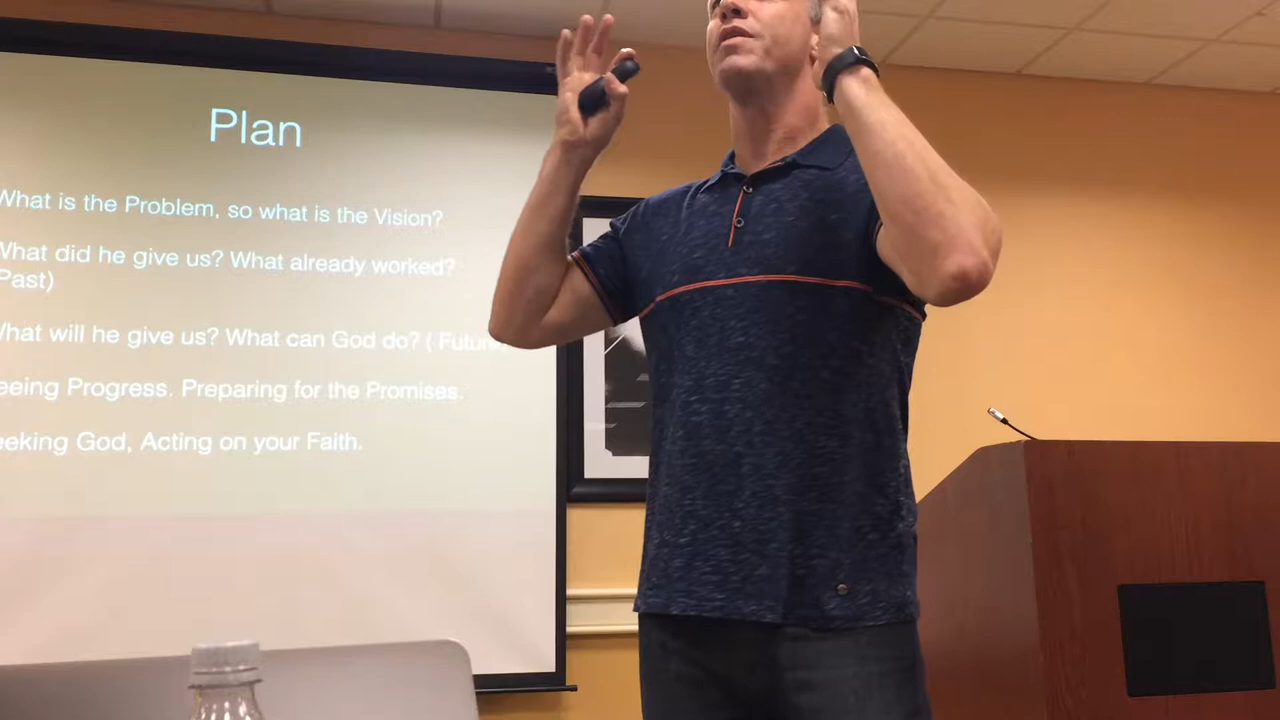 Plan
What is the Problem, so what is the Vision?
What did he give us? What already worked?
Past)
What will he give us? What can God do? ( Future
eeing Progress. Preparing for the Promises.
eeking God, Acting on your Faith.